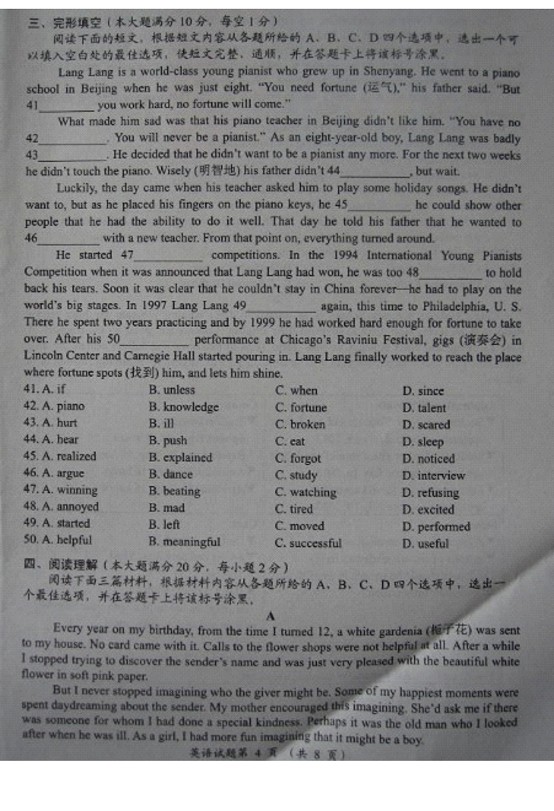 三、完形填空（本大题满分10分，每空1分）
阅读下面的短文，根据短文内容从各题所给的 A、B、C、D 四个选项中，选出一个可
以填入空白处的最佳选项，使短文完整、通顺，并在答题卡上将该标号涂黑。
Lang Lang is a world-class young pianist who grew up in Shenyang. He went to a piano
school in Beijing when he was just eight. "You need fortune (运气)," his father said. "But
41________ you work hard, no fortune will come."
What made him sad was that his piano teacher in Beijing didn't like him. "You have no
42________. You will never be a pianist." As an eight-year-old boy, Lang Lang was badly
43________. He decided that he didn't want to be a pianist any more. For the next two weeks
he didn't touch the piano. Wisely (明智地) his father didn't 44________, but wait.
Luckily, the day came when his teacher asked him to play some holiday songs. He didn't
want to, but as he placed his fingers on the piano keys, he 45________ he could show other
people that he had the ability to do it well. That day he told his father that he wanted to
46________ with a new teacher. From that point on, everything turned around.
He started 47________ competitions. In the 1994 International Young Pianists
Competition when it was announced that Lang Lang had won, he was too 48________ to hold
back his tears. Soon it was clear that he couldn't stay in China forever—he had to play on the
world's big stages. In 1997 Lang Lang 49________ again, this time to Philadelphia, U. S.
There he spent two years practicing and by 1999 he had worked hard enough for fortune to take
over. After his 50________ performance at Chicago's Raviniu Festival, gigs (演奏会) in
Lincoln Center and Carnegie Hall started pouring in. Lang Lang finally worked to reach the place
where fortune spots (找到) him, and lets him shine.
41. A. if B. unless C. when D. since
42. A. piano B. knowledge C. fortune D. talent
43. A. hurt B. ill C. broken D. scared
44. A. hear B. push C. eat D. sleep
45. A. realized B. explained C. forgot D. noticed
46. A. argue B. dance C. study D. interview
47. A. winning B. beating C. watching D. refusing
48. A. annoyed B. mad C. tired D. excited
49. A. started B. left C. moved D. performed
50. A. helpful B. meaningful C. successful D. useful
四、阅读理解（本大题满分20分，每小题2分）
阅读下面三篇材料，根据材料内容从各题所给的 A、B、C、D 四个选项中，选出一
个最佳选项，并在答题卡上将该标号涂黑。
A
Every year on my birthday, from the time I turned 12, a white gardenia (栀子花) was sent
to my house. No card came with it. Calls to the flower shops were not helpful at all. After a while
I stopped trying to discover the sender's name and was just very pleased with the beautiful white
flower in soft pink paper.
But I never stopped imagining who the giver might be. Some of my happiest moments were
spent daydreaming about the sender. My mother encouraged this imagining. She'd ask me if there
was someone for whom I had done a special kindness. Perhaps it was the old man who I looked
after when he was ill. As a girl, I had more fun imagining that it might be a boy.
英语试题第 4 页（共 8 页）